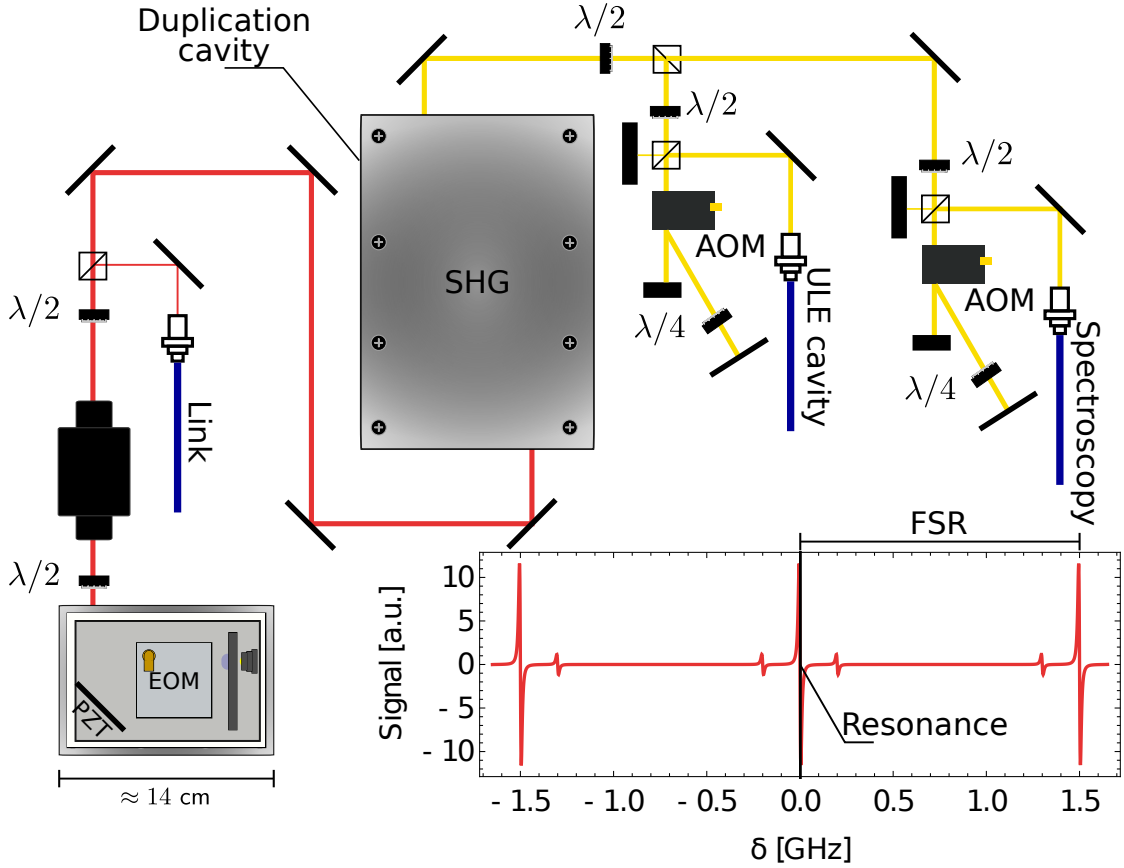 Duplication
cavity
λ/2
λ/2
λ/2
AOM
SHG
AOM
λ/2
λ/4
ULE cavity
λ/4
Spectroscopy
Link
FSR
λ/2
EOM
PZT
≈ 14 cm
Signal [a.u.]
10
5
0
- 5
- 10
Resonance
- 1.5
- 1.0
- 0.5
0.0
0.5
1.0
1.5
δ [GHz]